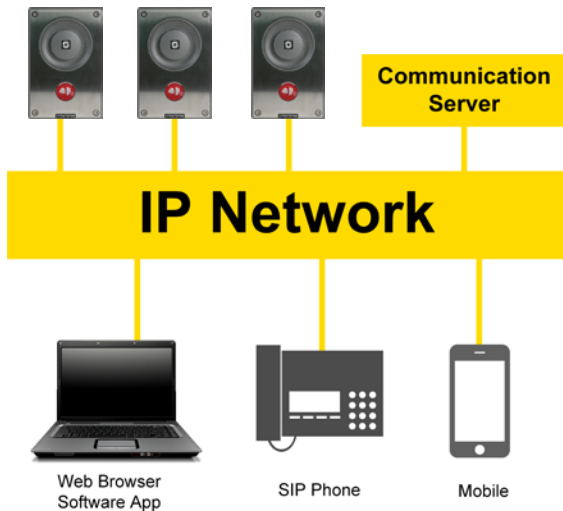 Communication
Server
IP Network
Web Browser
Software App
SIP Phone
Mobile